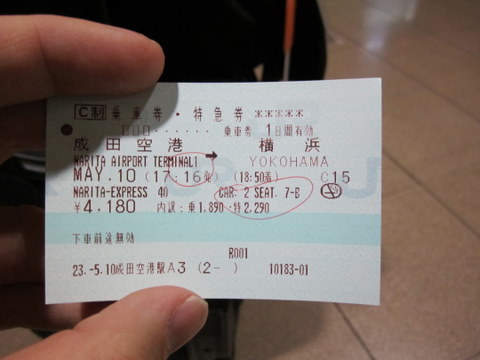 C制 乗車券・特急券 ※※※※※
乗車券 1日間有効
成田空港 → 横浜
NARITA AIRPORT TERMINAL1 YOKOHAMA
MAY.10 (17:16発) (18:50着) C15
NARITA-EXPRESS 40 CAR. 2 SEAT. 7-B
¥4,180 内訳:乗1,890・特2,290
下車前途無効
R001
23.-5.10成田空港駅A3 (2- ) 10183-01